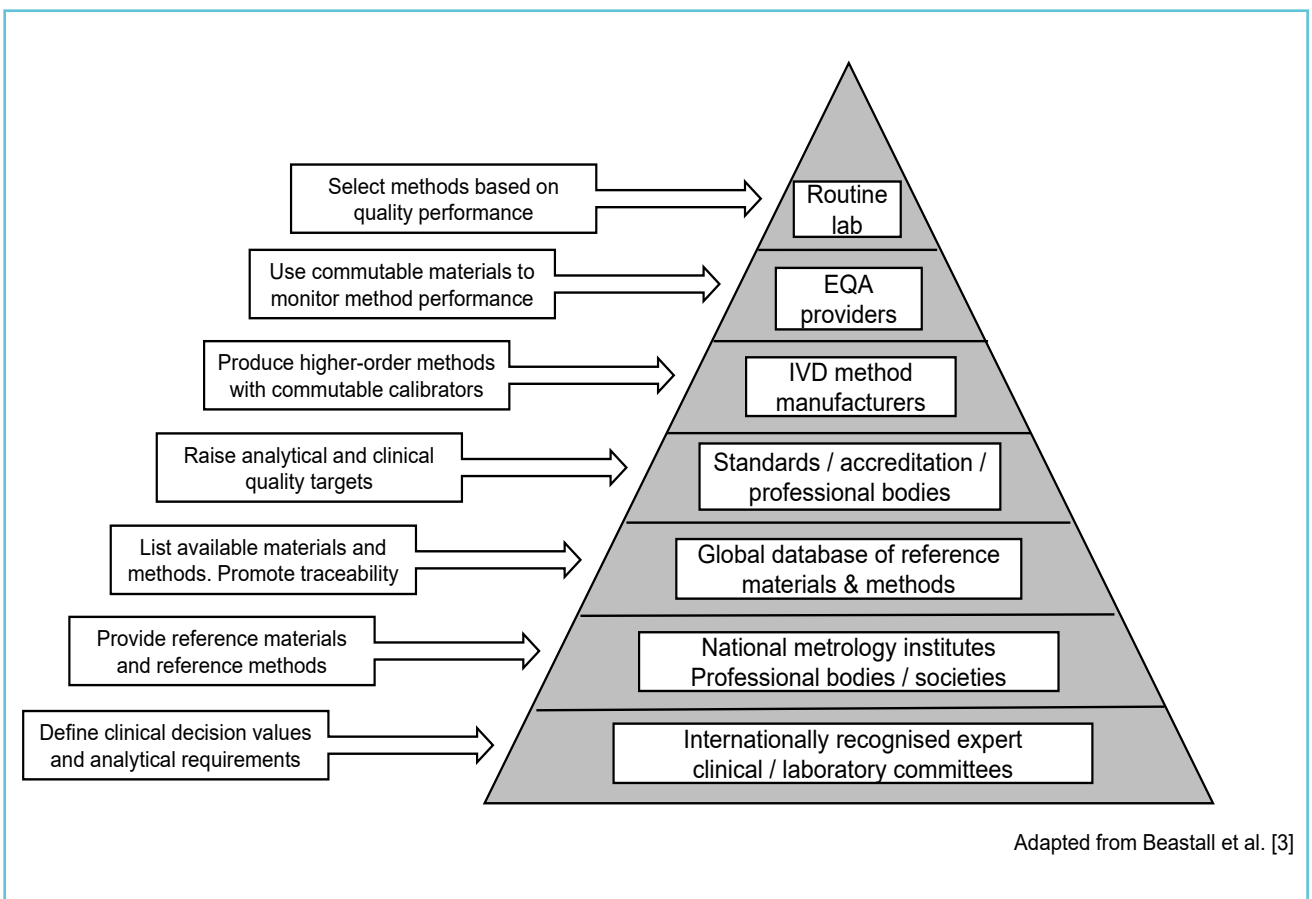 Select methods based on
quality performance
Routine
lab
Use commutable materials to
monitor method performance
EQA
providers
Produce higher-order methods
with commutable calibrators
IVD method
manufacturers
Raise analytical and clinical
quality targets
Standards / accreditation /
professional bodies
List available materials and
methods. Promote traceability
Global database of reference
materials & methods
Provide reference materials
and reference methods
National metrology institutes
Professional bodies / societies
Define clinical decision values
and analytical requirements
Internationally recognised expert
clinical / laboratory committees
Adapted from Beastall et al. [3]